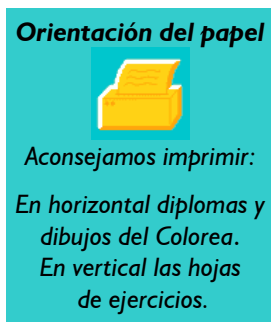 Orientación del papel
Aconsejamos imprimir:
En horizontal diplomas y
dibujos del Colorea.
En vertical las hojas
de ejercicios.